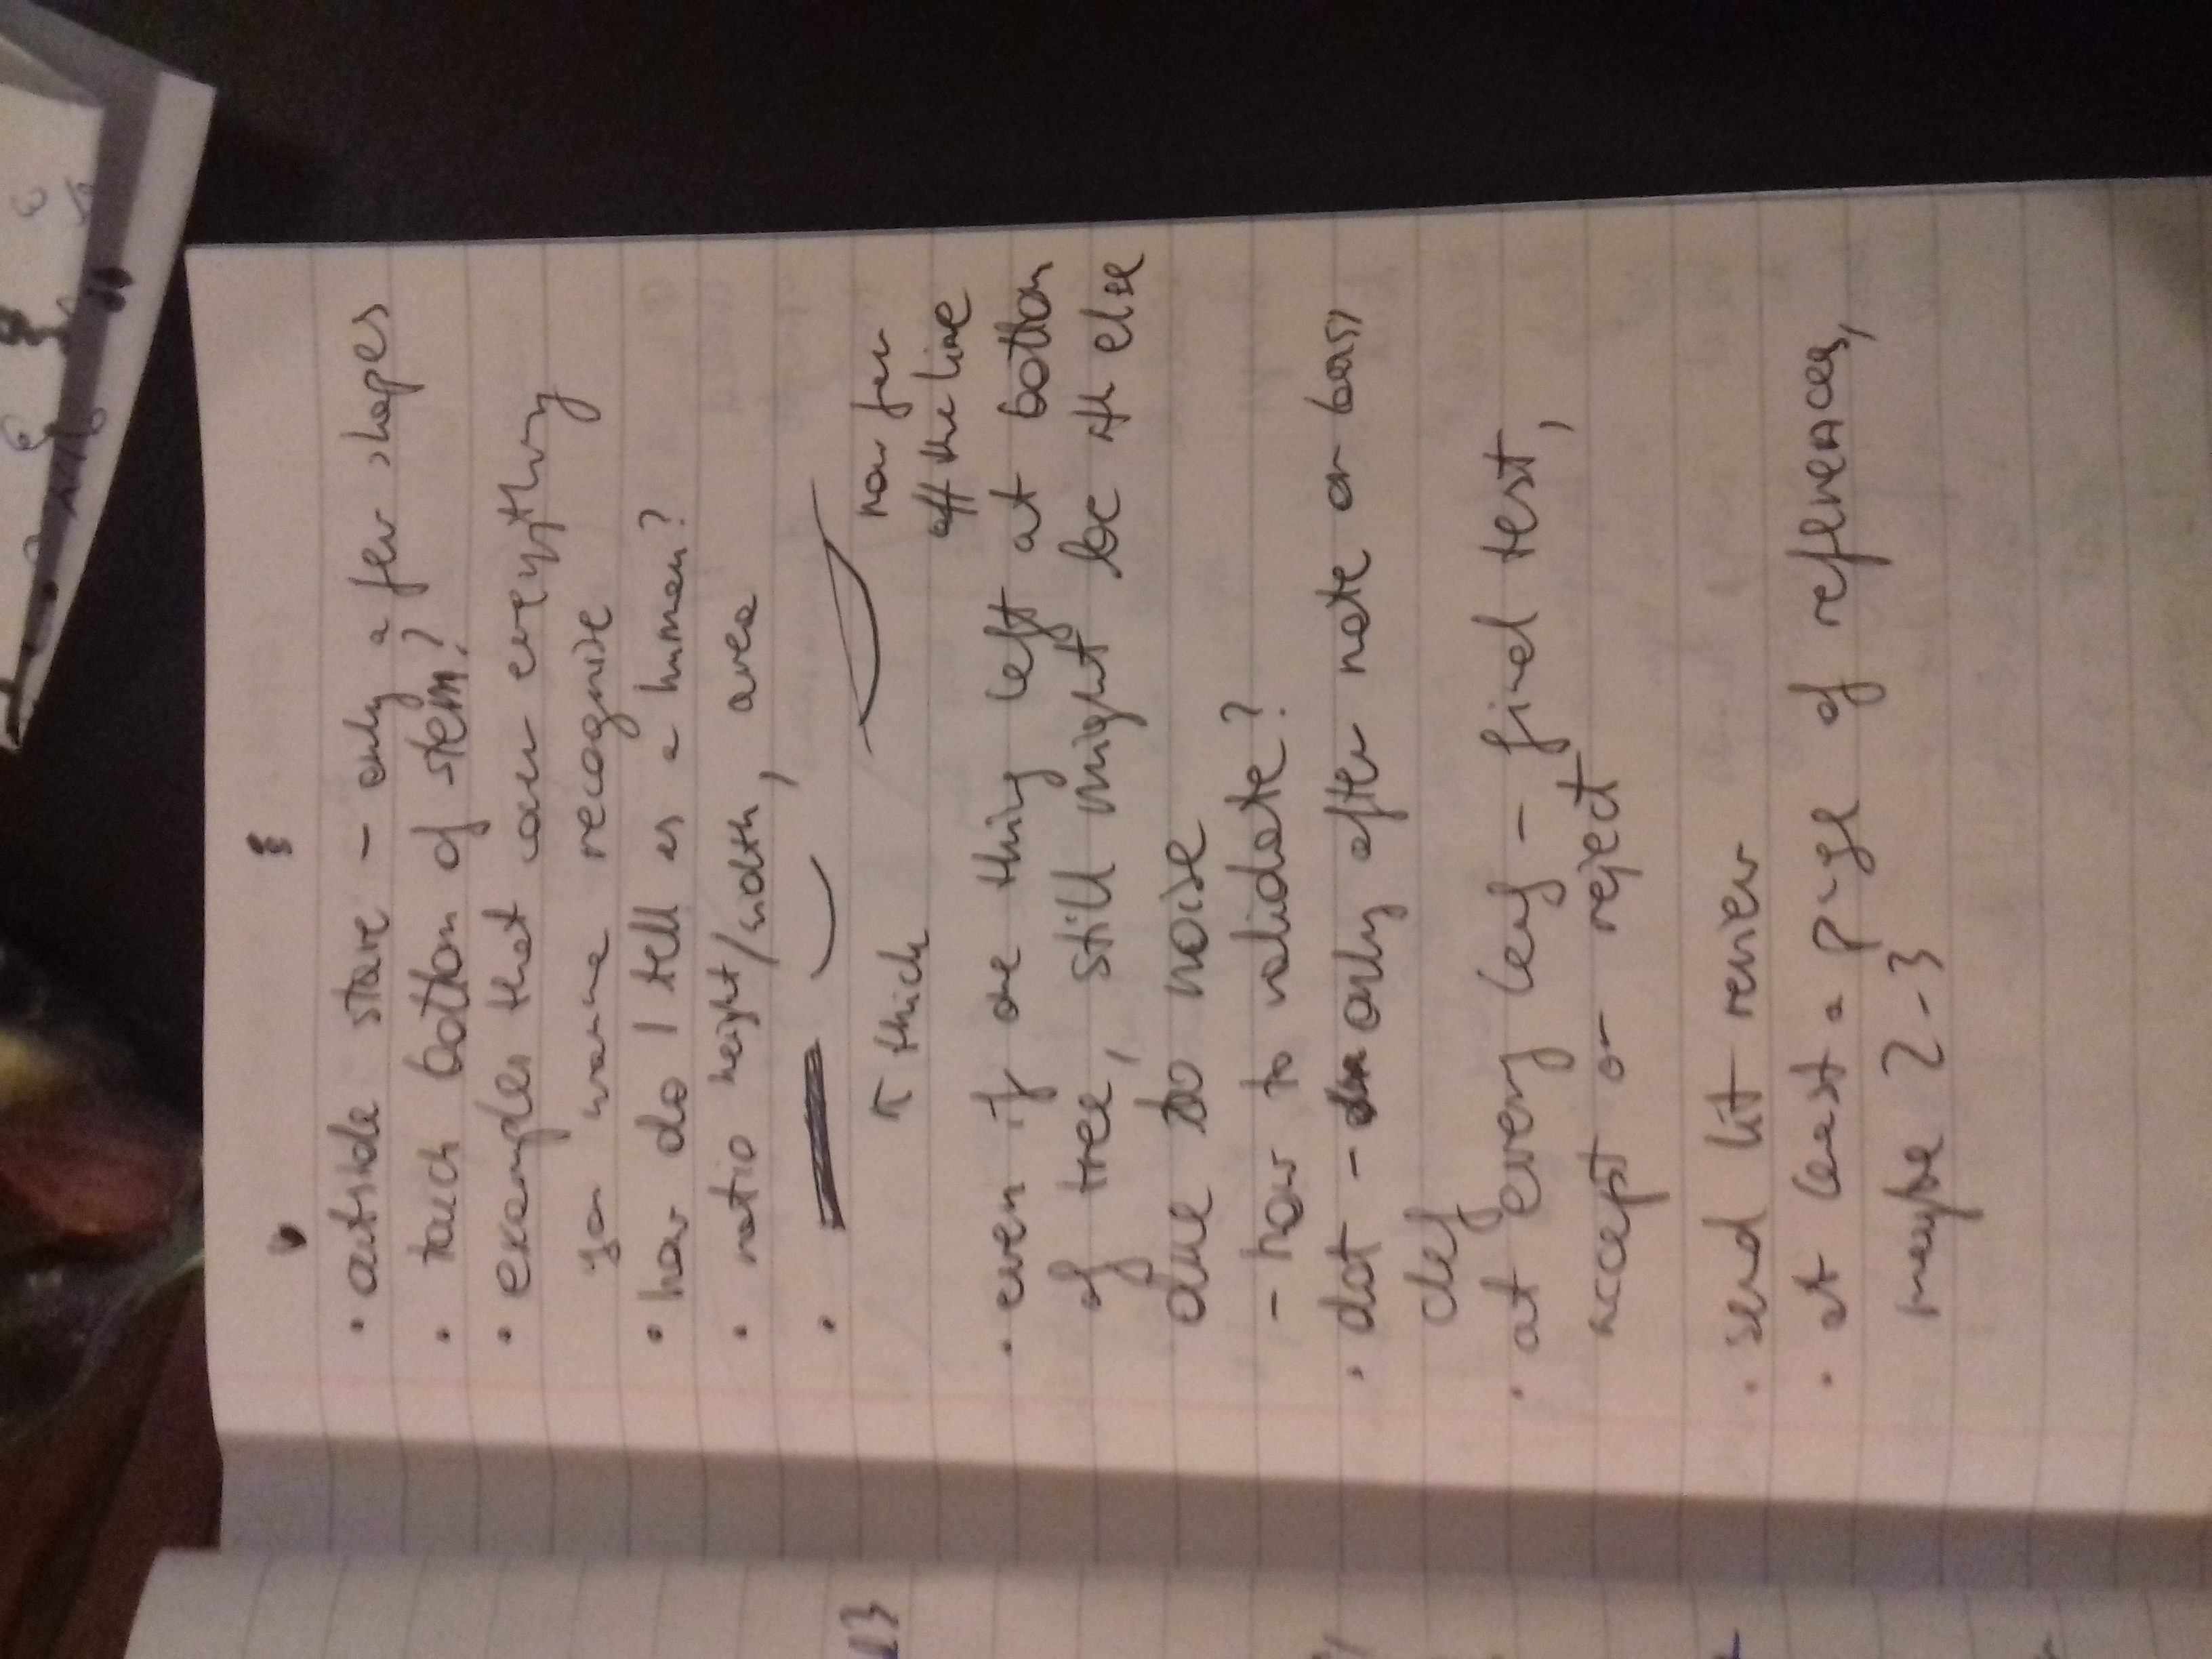 • outside stave – only a few shapes
• touch bottom of stem?
• examples that cover everything
you wanna recognise
• how do I tell as a human?
• ratio height/width, area
↖ thick
how far
off the line
• even if one thing left at bottom
of tree, still might be sth else
due to noise
– how to validate?
• dot – only after note or bass
clef
• at every leaf – final test,
accept or reject
• send lit review
• at least a page of references,
maybe 2-3
13